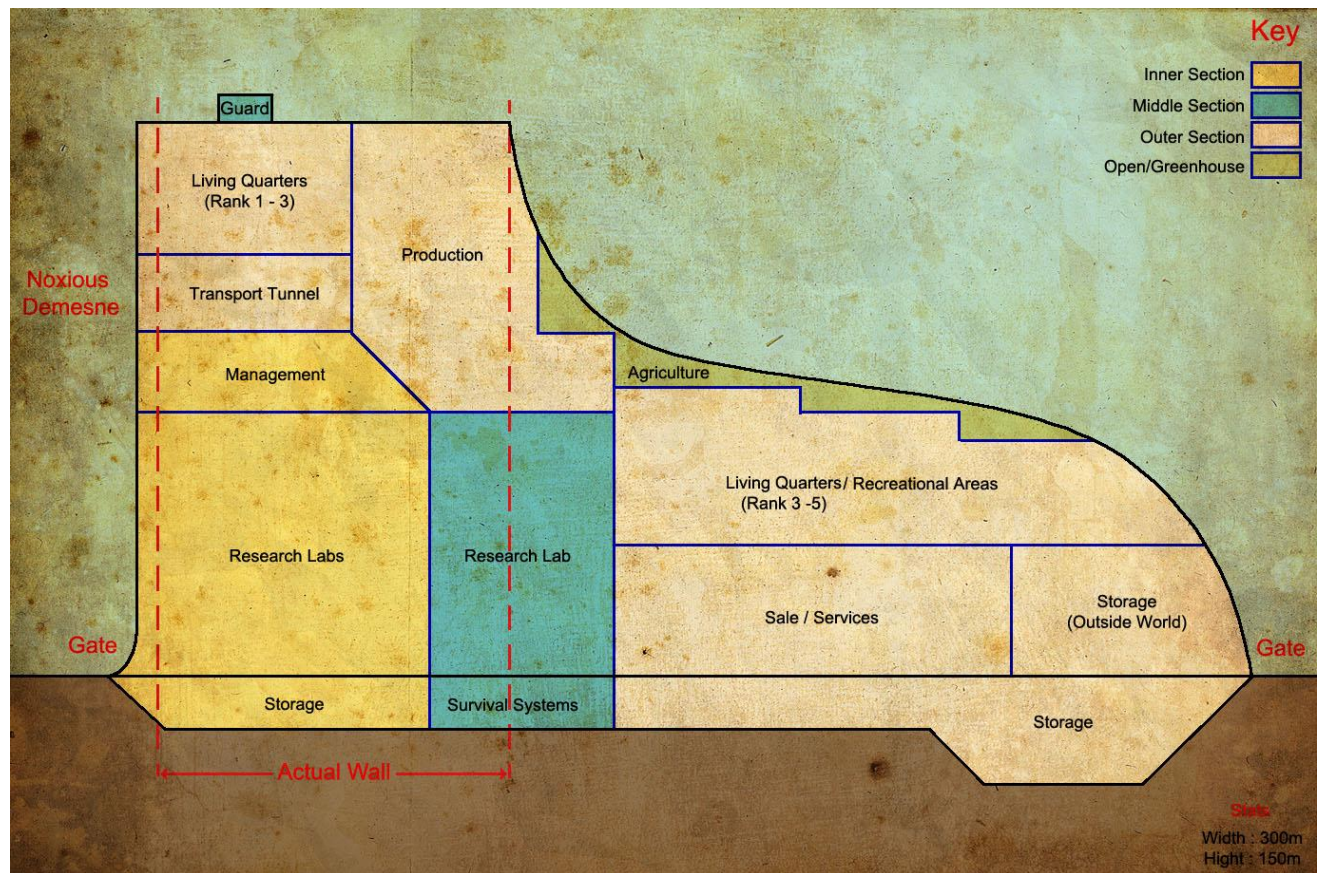 Key
Inner Section
Middle Section
Outer Section
Open/Greenhouse
Guard
Living Quarters
(Rank 1 - 3)
Production
Noxious
Demesne
Transport Tunnel
Management
Agriculture
Living Quarters/ Recreational Areas
(Rank 3 -5)
Research Labs
Research Lab
Sale / Services
Storage
(Outside World)
Gate
Gate
Storage
Survival Systems
Storage
Actual Wall
Stats
Width : 300m
Hight : 150m